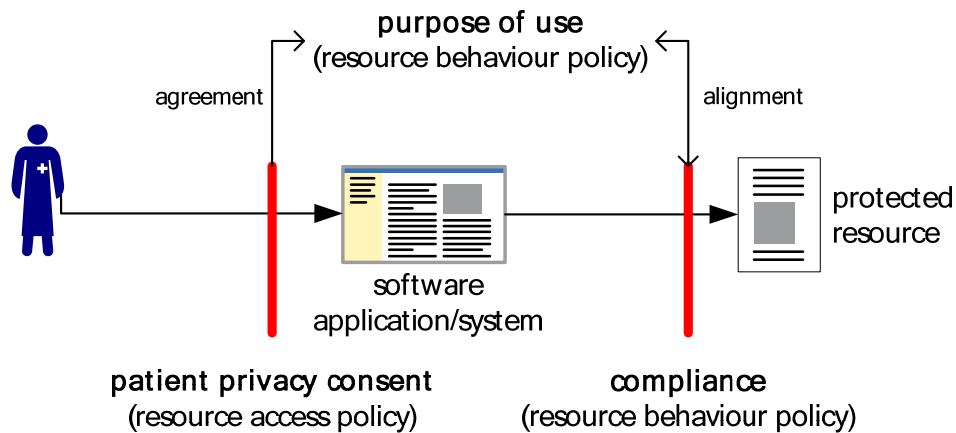 purpose of use
(resource behaviour policy)
agreement
alignment
protected
resource
software
application/system
patient privacy consent
(resource access policy)
compliance
(resource behaviour policy)